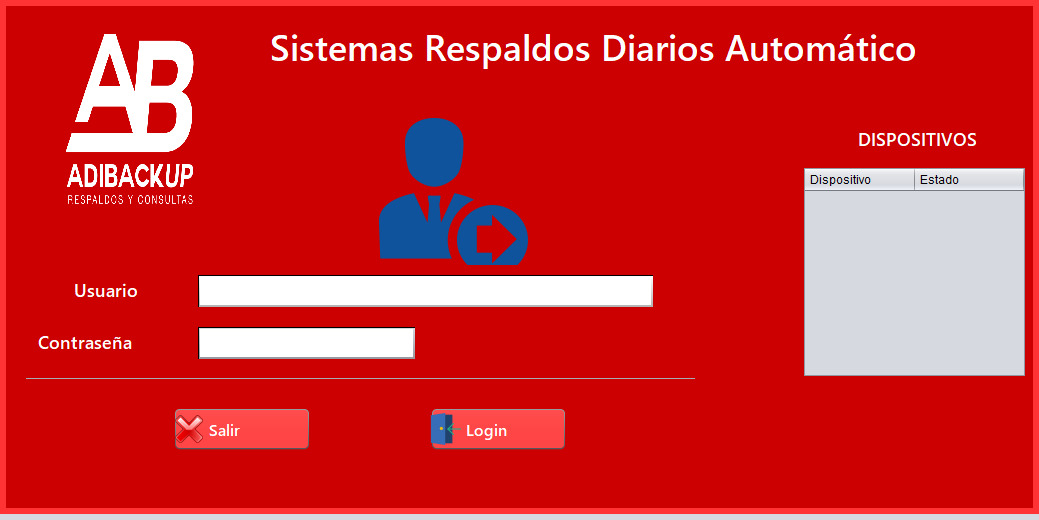 Sistemas Respaldos Diarios Automático
AB
ADIBACKUP
RESPALDOS Y CONSULTAS
DISPOSITIVOS
Dispositivo Estado
Usuario
Contraseña
Salir
Login